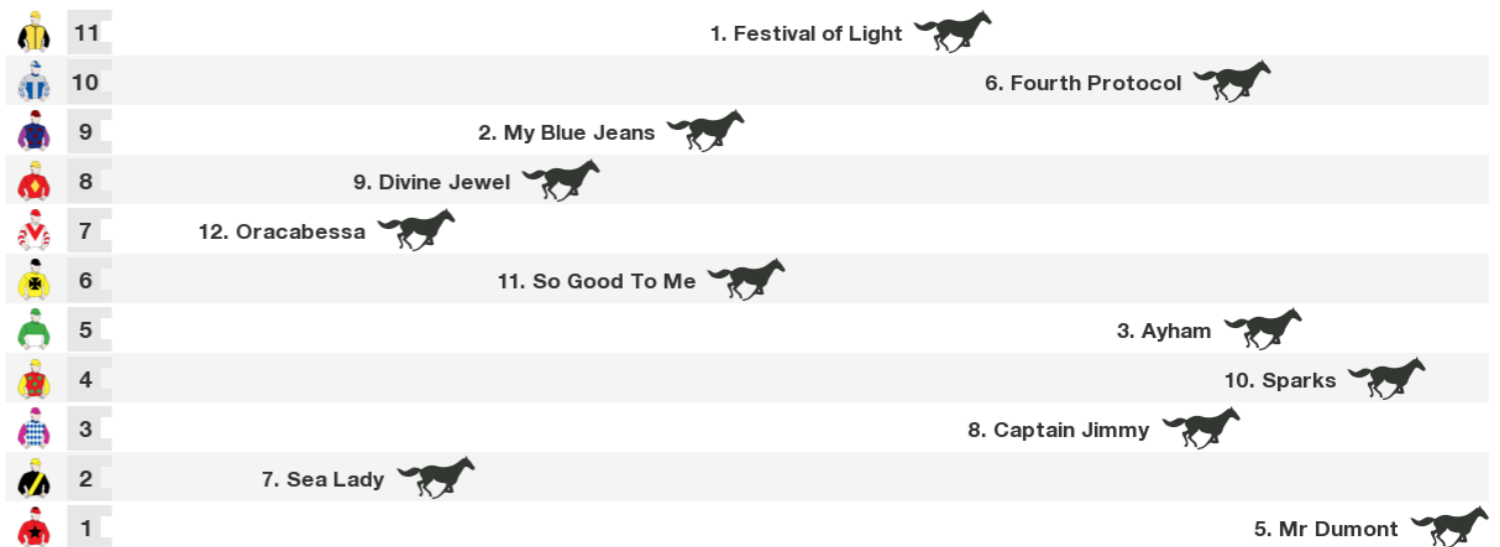 11 1. Festival of Light
10 6. Fourth Protocol
9 2. My Blue Jeans
8 9. Divine Jewel
7 12. Oracabessa
6 11. So Good To Me
5 3. Ayham
4 10. Sparks
3 8. Captain Jimmy
2 7. Sea Lady
1 5. Mr Dumont